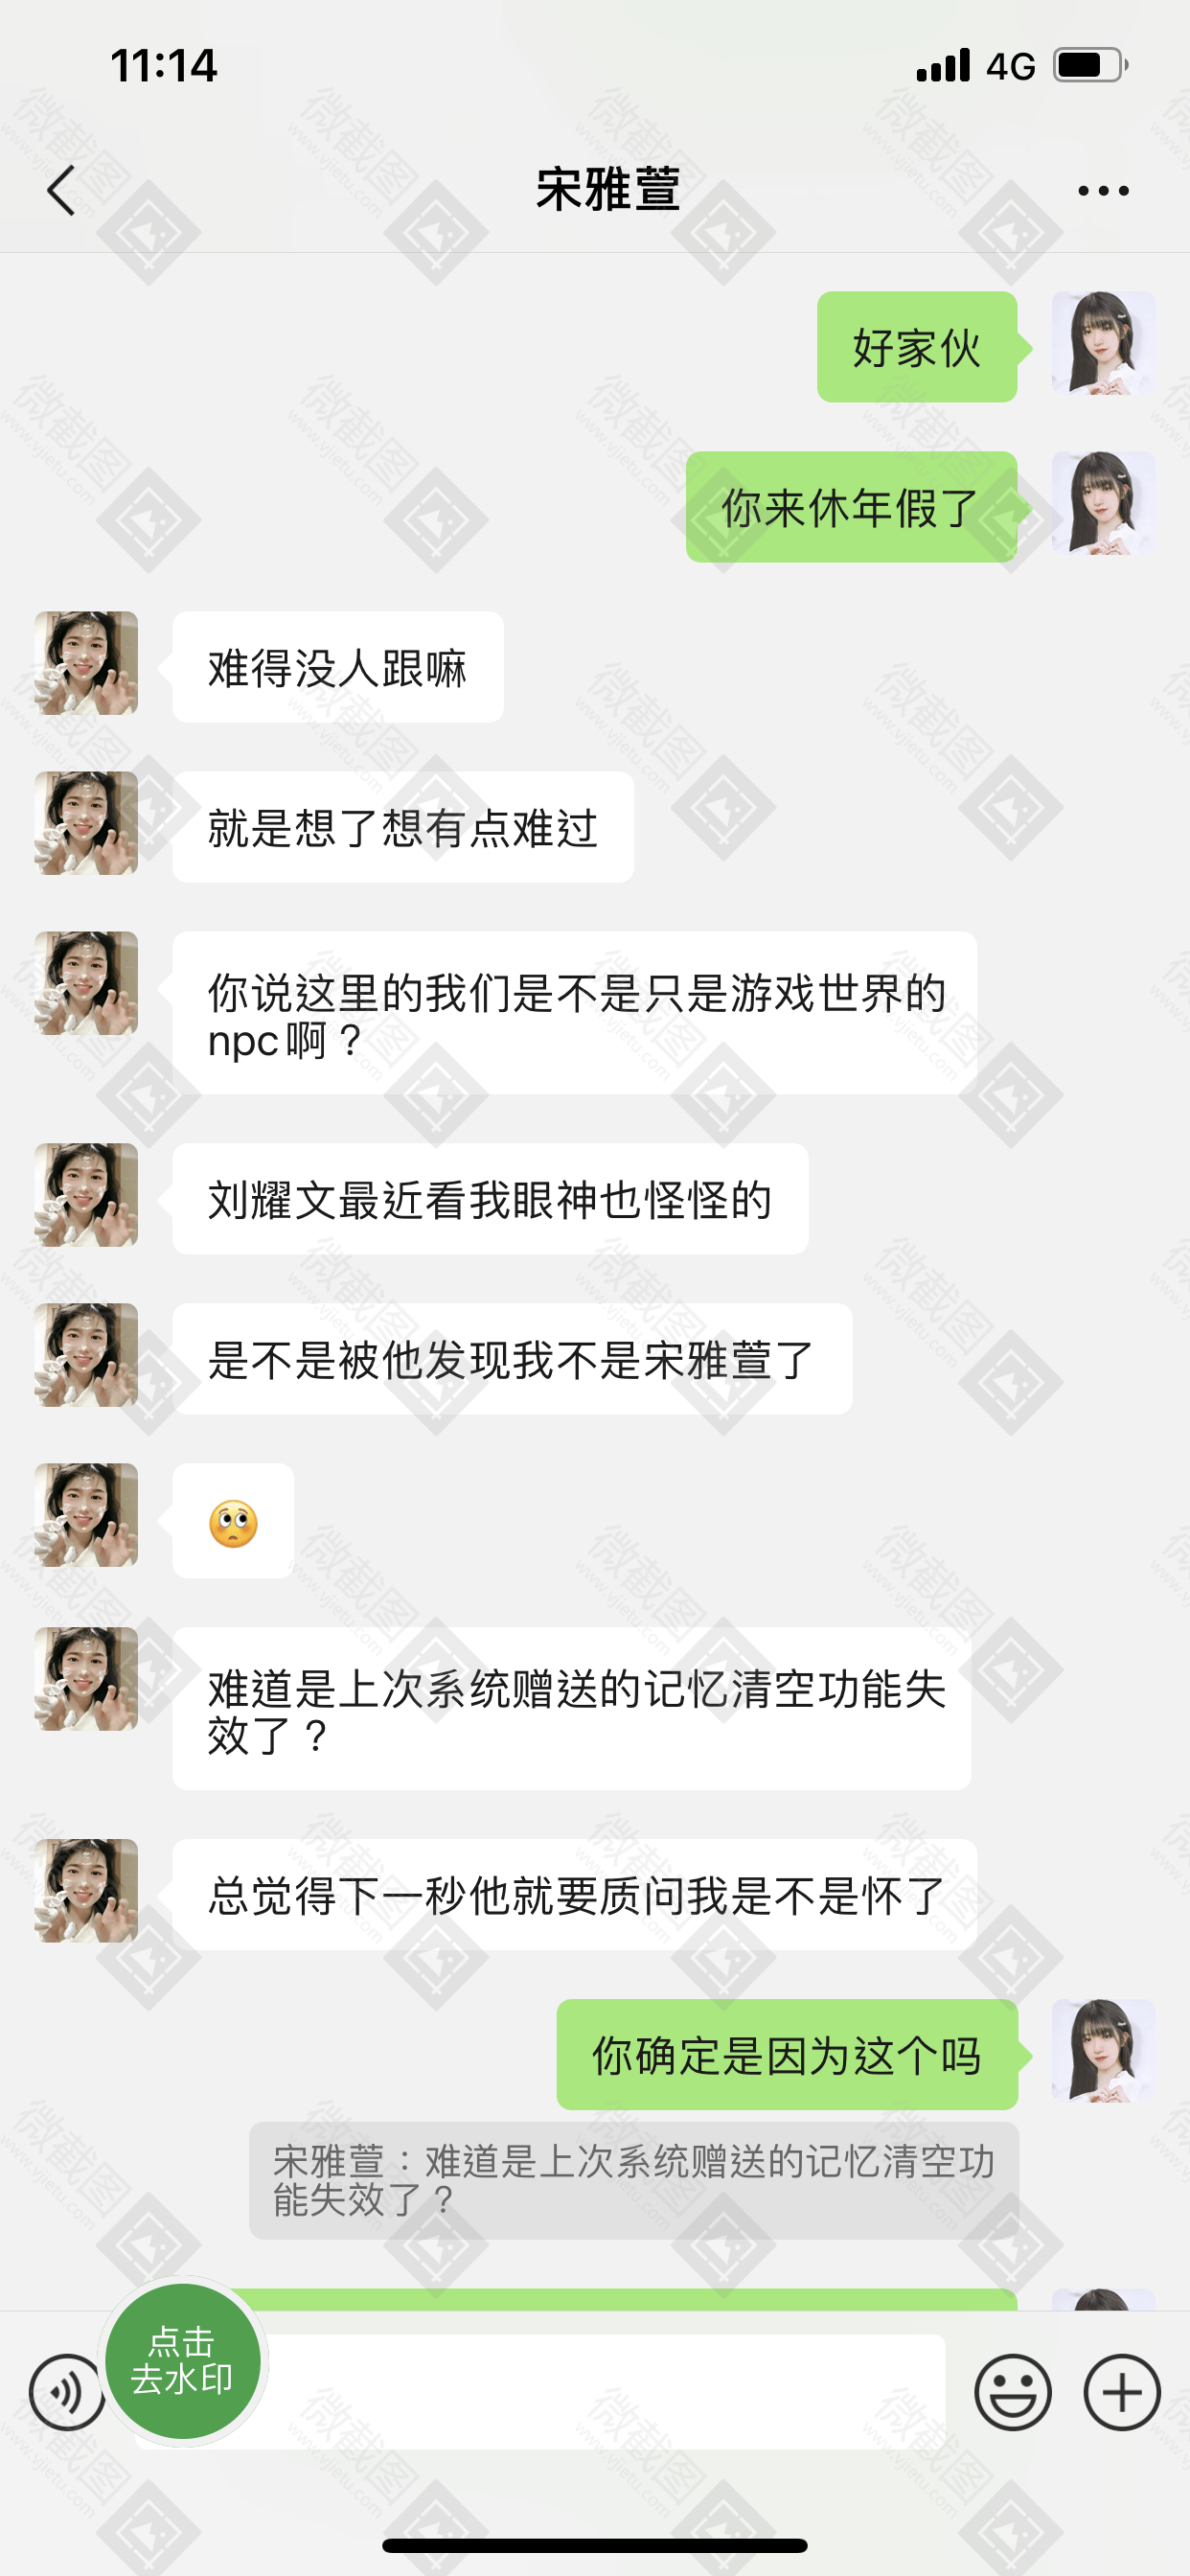 11:14
4G
宋雅萱
好家伙
你来休年假了
难得没人跟嘛
就是想了想有点难过
你说这里的我们是不是只是游戏世界的
npc啊？
刘耀文最近看我眼神也怪怪的
是不是被他发现我不是宋雅萱了
难道是上次系统赠送的记忆清空功能失
效了？
总觉得下一秒他就要质问我是不是怀了
你确定是因为这个吗
宋雅萱：难道是上次系统赠送的记忆清空功
能失效了？
点击
去水印
微截图
www.vjietu.com